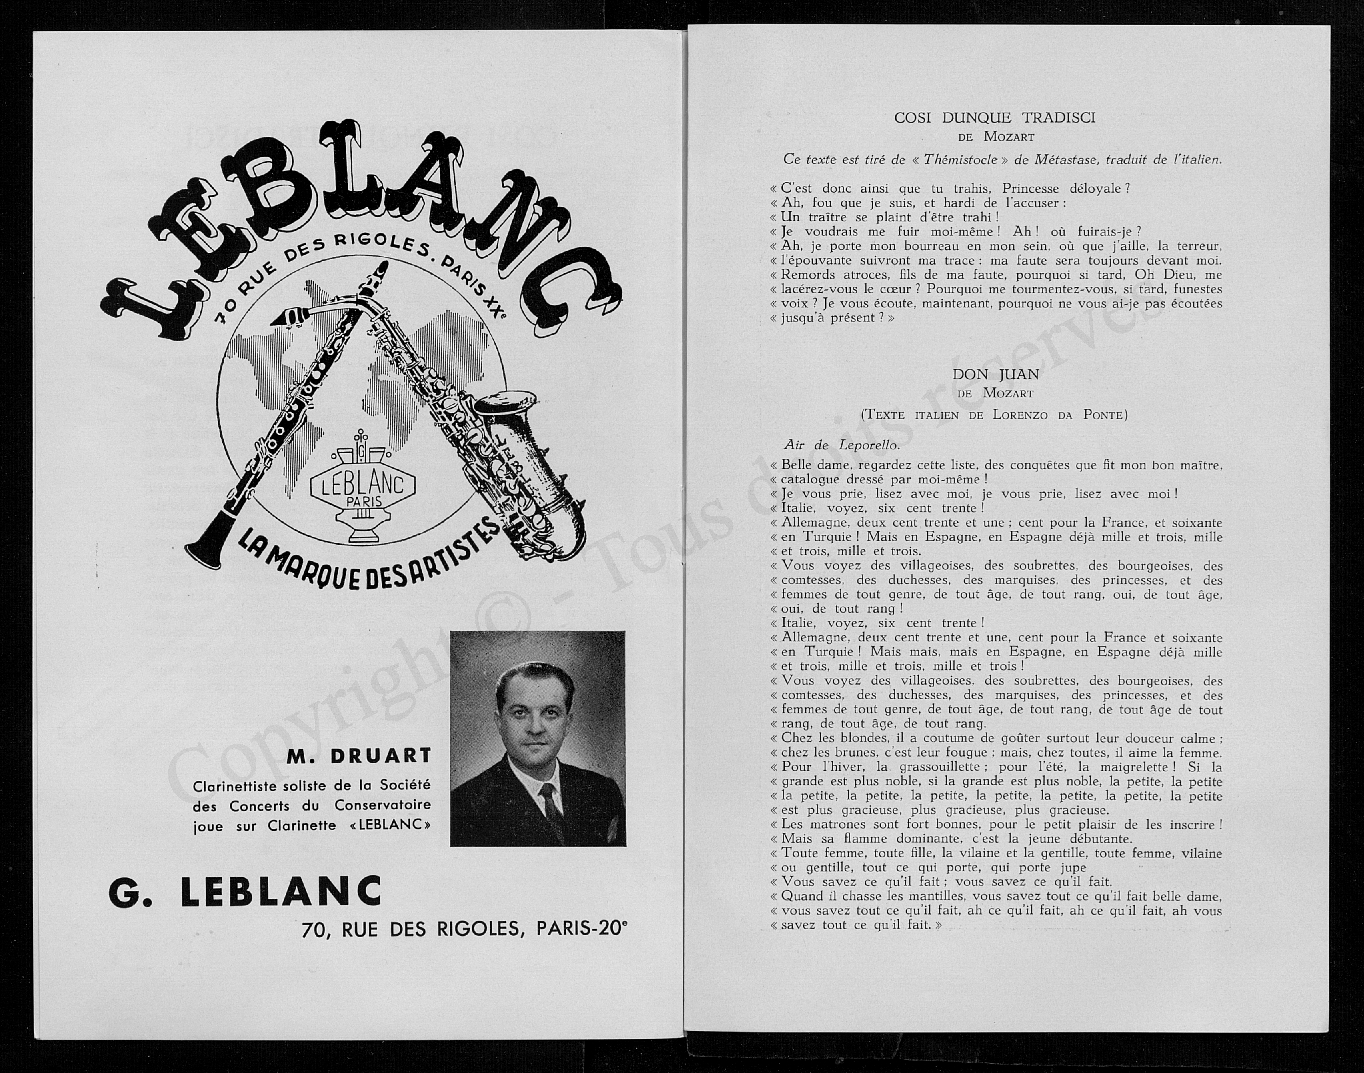 LEBLANC
70 RUE DES RIGOLES. PARIS XXe
LEBLANC
LEBLANC
PARIS
LA MARQUE DES ARTISTES
M. DRUART
Clarinettiste soliste de la Société
des Concerts du Conservatoire
joue sur Clarinette «LEBLANC»
G. LEBLANC
70, RUE DES RIGOLES, PARIS-20e
COSI DUNQUE TRADISCI
DE MOZART
Ce texte est tiré de « Thémistocle » de Métastase, traduit de l'italien.
« C'est donc ainsi que tu trahis, Princesse déloyale ?
« Ah, fou que je suis, et hardi de l'accuser :
« Un traître se plaint d'être trahi !
« Je voudrais me fuir moi-même ! Ah ! où fuirais-je ?
« Ah, je porte mon bourreau en mon sein, où que j'aille, la terreur,
« l'épouvante suivront ma trace ; ma faute sera toujours devant moi.
« Remords atroces, fils de ma faute, pourquoi si tard, Oh Dieu, me
« lacérez-vous le cœur ? Pourquoi me tourmentez-vous, si tard, funestes
« voix ? Je vous écoute, maintenant, pourquoi ne vous ai-je pas écoutées
« jusqu'à présent ? »
DON JUAN
DE MOZART
(TEXTE ITALIEN DE LORENZO DA PONTE)
Air de Leporello.
« Belle dame, regardez cette liste, des conquêtes que fit mon bon maître,
« catalogue dressé par moi-même !
« Je vous prie, lisez avec moi, je vous prie, lisez avec moi !
« Italie, voyez, six cent trente !
« Allemagne, deux cent trente et une ; cent pour la France, et soixante
« en Turquie ! Mais en Espagne, en Espagne déjà mille et trois, mille
« et trois, mille et trois.
« Vous voyez des villageoises, des soubrettes, des bourgeoises, des
« comtesses, des duchesses, des marquises, des princesses, et des
« femmes de tout genre, de tout âge, de tout rang, oui, de tout âge,
« oui, de tout rang !
« Italie, voyez, six cent trente !
« Allemagne, deux cent trente et une, cent pour la France et soixante
« en Turquie ! Mais mais, mais en Espagne, en Espagne déjà mille
« et trois, mille et trois, mille et trois !
« Vous voyez des villageoises, des soubrettes, des bourgeoises, des
« comtesses, des duchesses, des marquises, des princesses, et des
« femmes de tout genre, de tout âge, de tout rang, de tout âge de tout
« rang, de tout âge, de tout rang.
« Chez les blondes, il a coutume de goûter surtout leur douceur calme ;
« chez les brunes, c'est leur fougue ; mais, chez toutes, il aime la femme.
« Pour l'hiver, la grassouillette ; pour l'été, la maigrelette ! Si la
« grande est plus noble, si la grande est plus noble, la petite, la petite
« la petite, la petite, la petite, la petite, la petite, la petite, la petite
« est plus gracieuse, plus gracieuse, plus gracieuse.
« Les matrones sont fort bonnes, pour le petit plaisir de les inscrire !
« Mais sa flamme dominante, c'est la jeune débutante.
« Toute femme, toute fille, la vilaine et la gentille, toute femme, vilaine
« ou gentille, tout ce qui porte, qui porte jupe
« Vous savez ce qu'il fait ; vous savez ce qu'il fait.
« Quand il chasse les mantilles, vous savez tout ce qu'il fait belle dame,
« vous savez tout ce qu'il fait, ah ce qu'il fait, ah ce qu'il fait, ah vous
« savez tout ce qu'il fait. »
Copyright © - Tous droits réservés